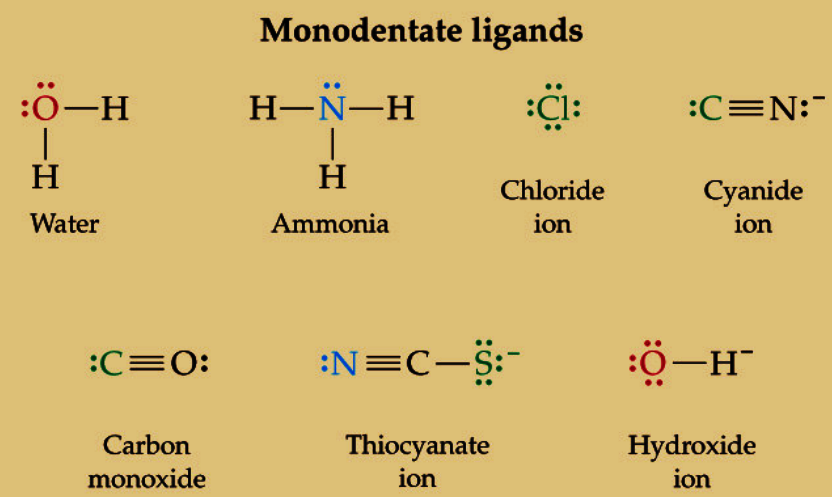 Monodentate ligands
:Ö—H
H
Water
H—N̈—H
H
Ammonia
:C̤̈l:
Chloride
ion
:C≡N:⁻
Cyanide
ion
:C≡O:
Carbon
monoxide
:N≡C—S̤̈:⁻
Thiocyanate
ion
:Ö̤—H⁻
Hydroxide
ion